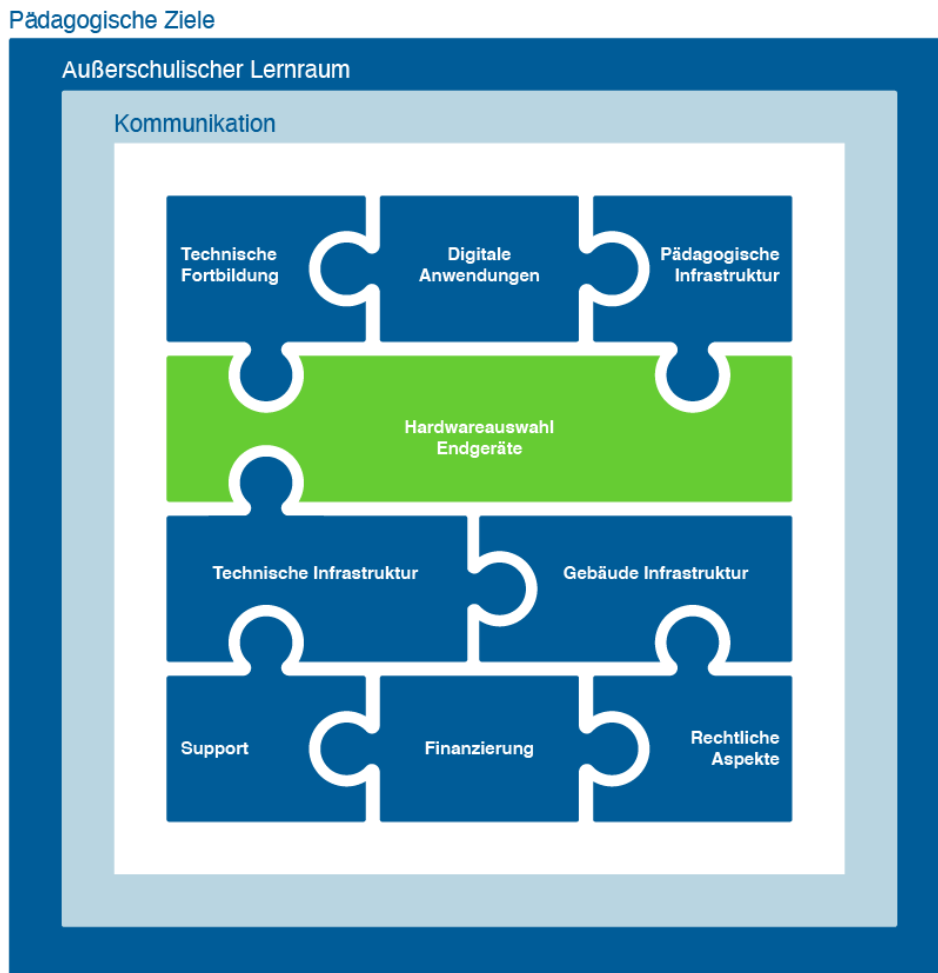 Pädagogische Ziele
Außerschulischer Lernraum
Kommunikation
Technische
Fortbildung
Digitale
Anwendungen
Pädagogische
Infrastruktur
Hardwareauswahl
Endgeräte
Technische Infrastruktur
Gebäude Infrastruktur
Support
Finanzierung
Rechtliche
Aspekte